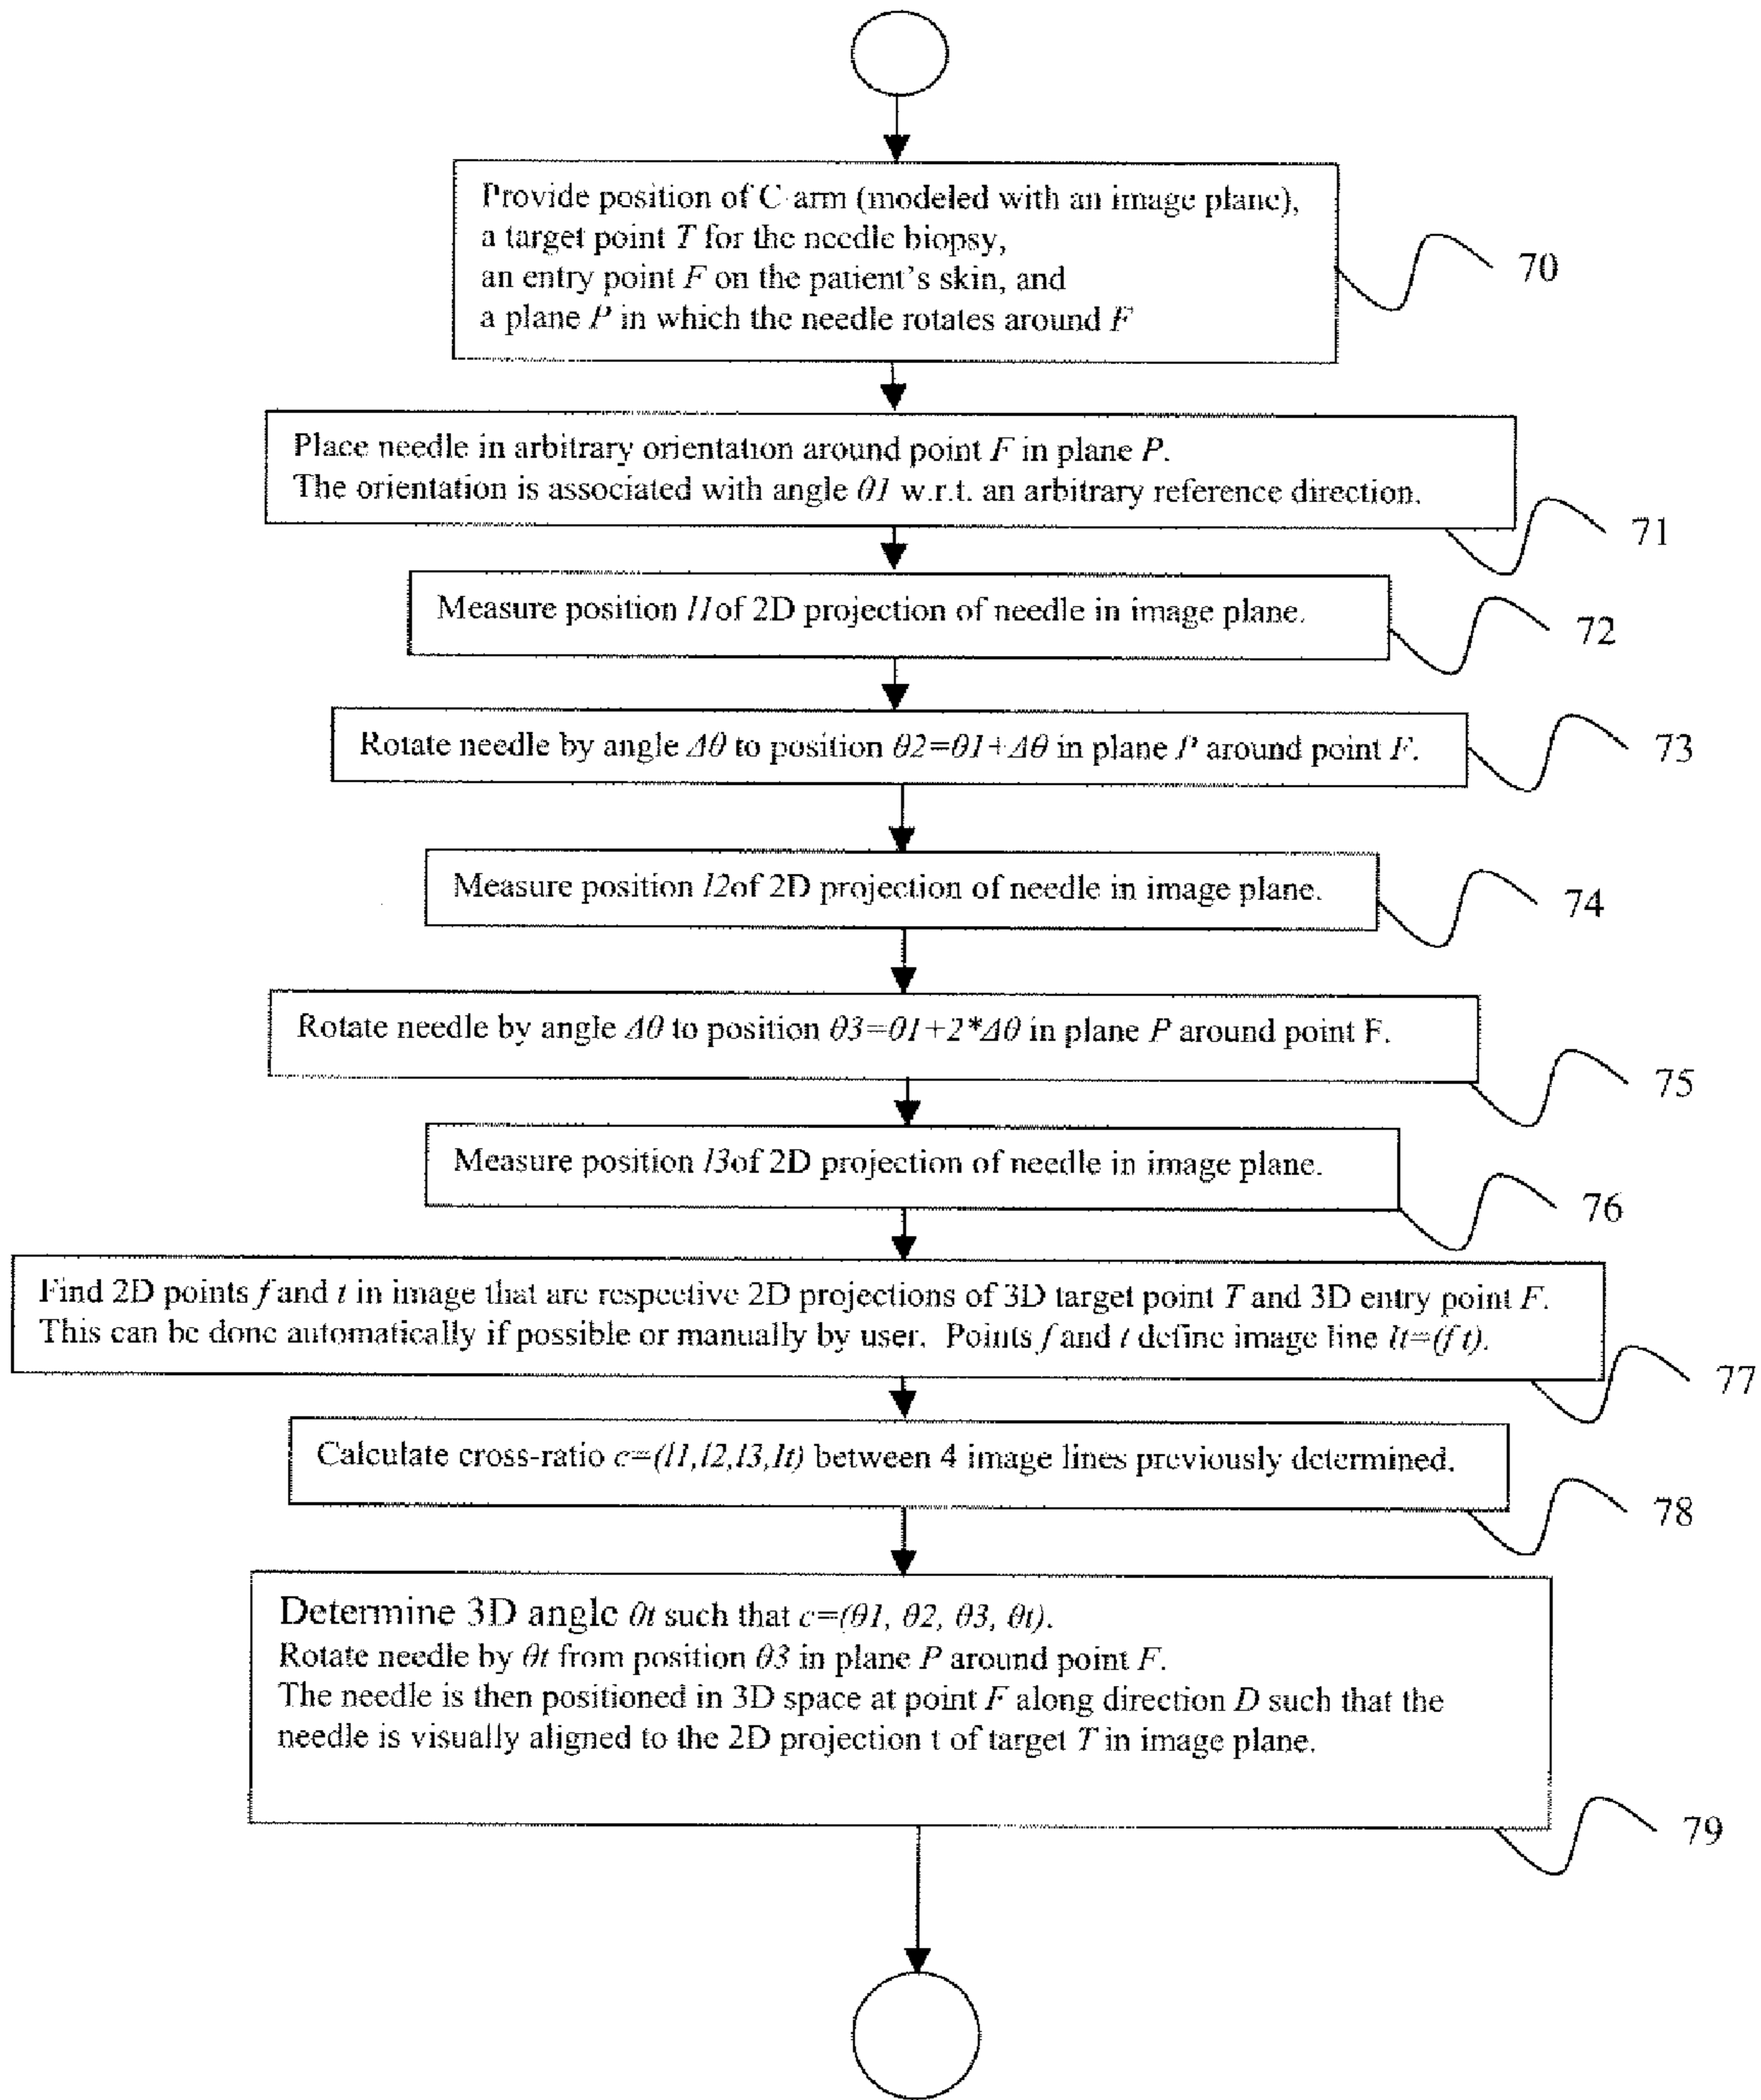 Provide position of C-arm (modeled with an image plane),
a target point T for the needle biopsy,
an entry point F on the patient's skin, and
a plane P in which the needle rotates around F
70
Place needle in arbitrary orientation around point F in plane P.
The orientation is associated with angle θ1 w.r.t. an arbitrary reference direction.
71
Measure position l1of 2D projection of needle in image plane.
72
Rotate needle by angle Δθ to position θ2=θ1+Δθ in plane P around point F.
73
Measure position l2of 2D projection of needle in image plane.
74
Rotate needle by angle Δθ to position θ3=θ1+2*Δθ in plane P around point F.
75
Measure position l3of 2D projection of needle in image plane.
76
Find 2D points f and t in image that are respective 2D projections of 3D target point T and 3D entry point F.
This can be done automatically if possible or manually by user. Points f and t define image line lt=(f t).
77
Calculate cross-ratio c=(l1,l2,l3,lt) between 4 image lines previously determined.
78
Determine 3D angle θt such that c=(θ1, θ2, θ3, θt).
Rotate needle by θt from position θ3 in plane P around point F.
The needle is then positioned in 3D space at point F along direction D such that the
needle is visually aligned to the 2D projection t of target T in image plane.
79